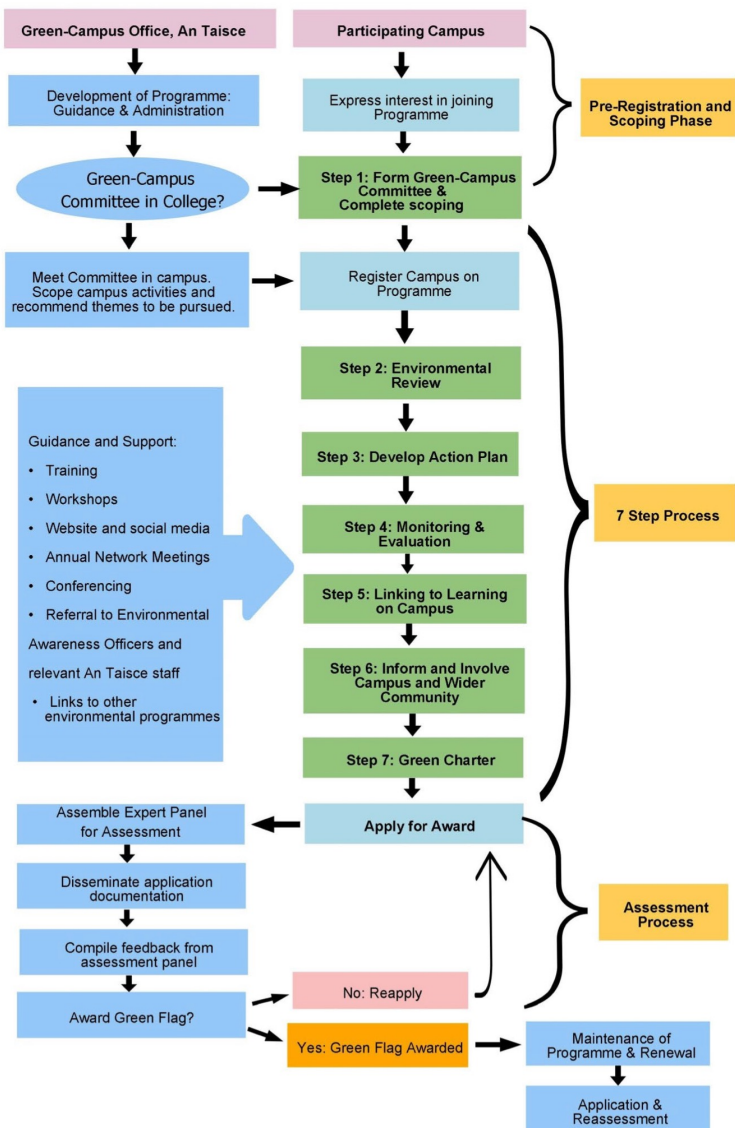 Green-Campus Office, An Taisce
Participating Campus
Development of Programme:
Guidance & Administration
Express interest in joining
Programme
Pre-Registration and
Scoping Phase
Green-Campus
Committee in College?
Step 1: Form Green-Campus
Committee &
Complete scoping
Meet Committee in campus.
Scope campus activities and
recommend themes to be pursued.
Register Campus on
Programme
Step 2: Environmental
Review
Guidance and Support:
• Training
• Workshops
• Website and social media
• Annual Network Meetings
• Conferencing
• Referral to Environmental
Awareness Officers and
relevant An Taisce staff
• Links to other
environmental programmes
Step 3: Develop Action Plan
Step 4: Monitoring &
Evaluation
7 Step Process
Step 5: Linking to Learning
on Campus
Step 6: Inform and Involve
Campus and Wider
Community
Step 7: Green Charter
Assemble Expert Panel
for Assessment
Apply for Award
Disseminate application
documentation
Assessment
Process
Compile feedback from
assessment panel
No: Reapply
Award Green Flag?
Yes: Green Flag Awarded
Maintenance of
Programme & Renewal
Application &
Reassessment